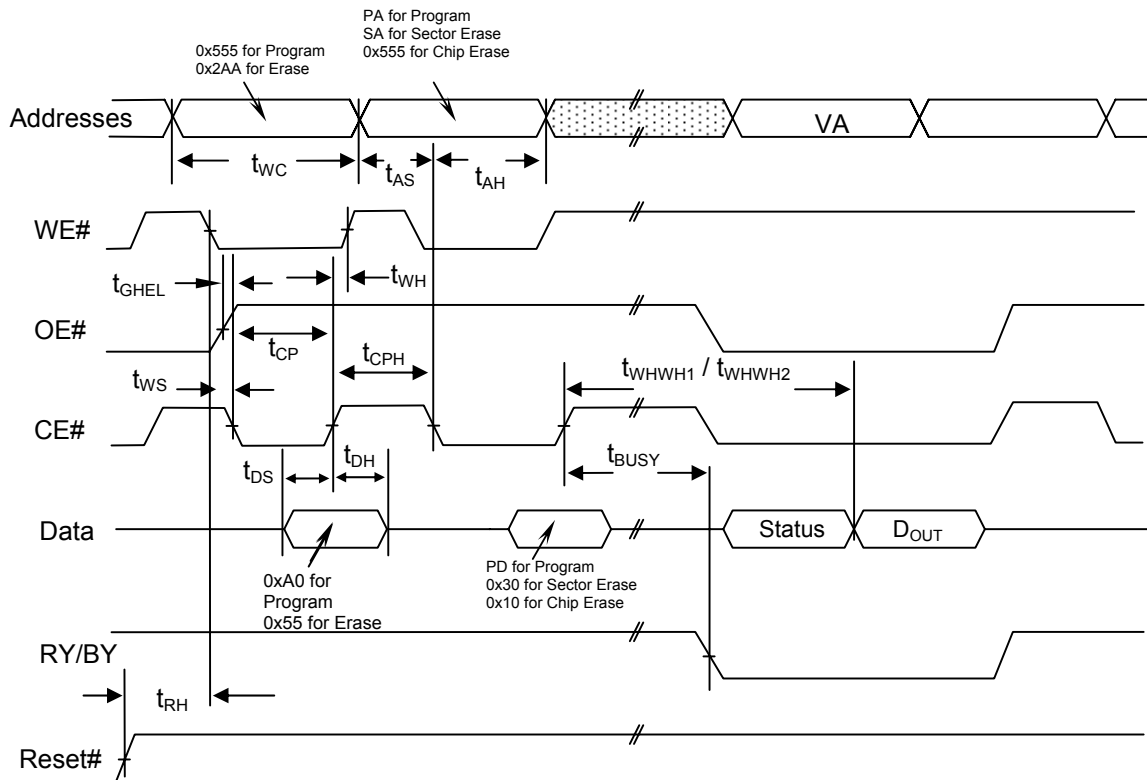 PA for Program
SA for Sector Erase
0x555 for Chip Erase
0x555 for Program
0x2AA for Erase
Addresses
VA
tWC
tAS
tAH
WE#
tWH
tGHEL
OE#
tCP
tCPH
tWHWH1 / tWHWH2
tWS
CE#
tDS
tDH
tBUSY
Data
Status
DOUT
0xA0 for
Program
0x55 for Erase
PD for Program
0x30 for Sector Erase
0x10 for Chip Erase
RY/BY
tRH
Reset#